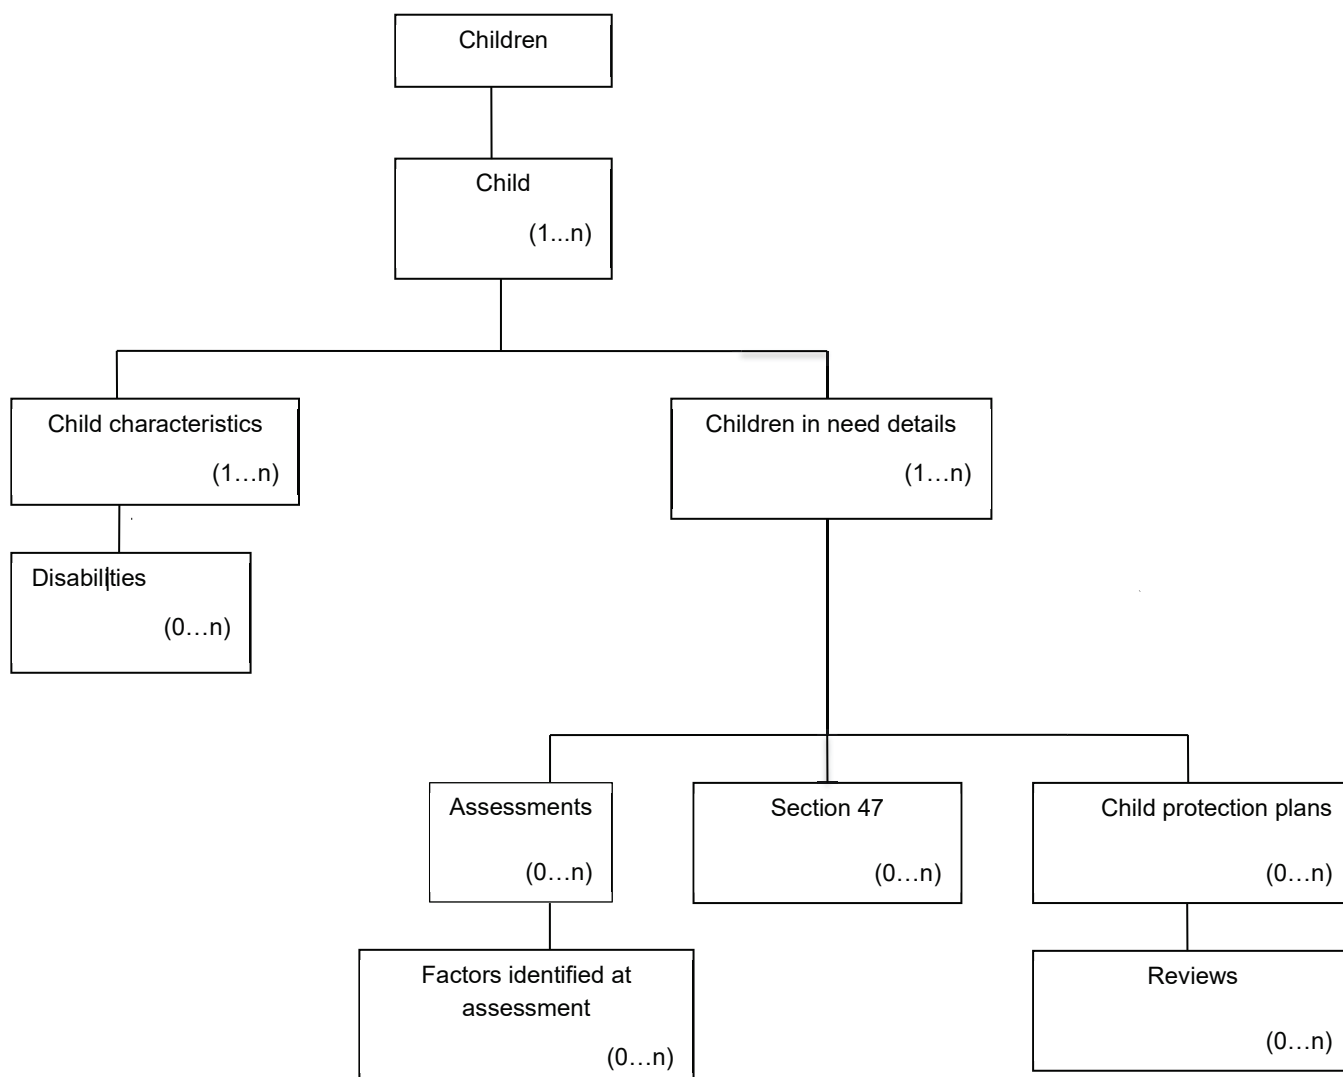 Children
Child
(1...n)
Child characteristics
(1…n)
Children in need details
(1…n)
Disabilities
(0…n)
Assessments
(0…n)
Section 47
(0…n)
Child protection plans
(0…n)
Factors identified at
assessment
(0…n)
Reviews
(0…n)